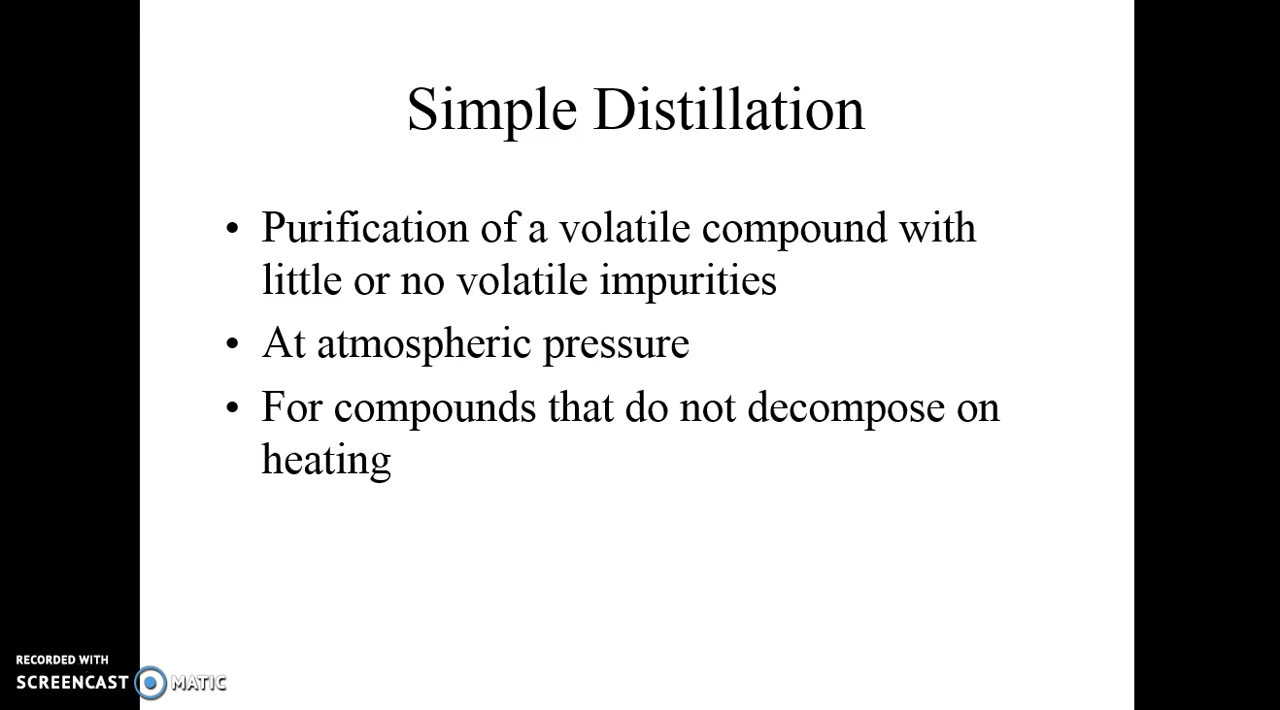 Simple Distillation
• Purification of a volatile compound with
little or no volatile impurities
• At atmospheric pressure
• For compounds that do not decompose on
heating
RECORDED WITH
SCREENCAST MATIC